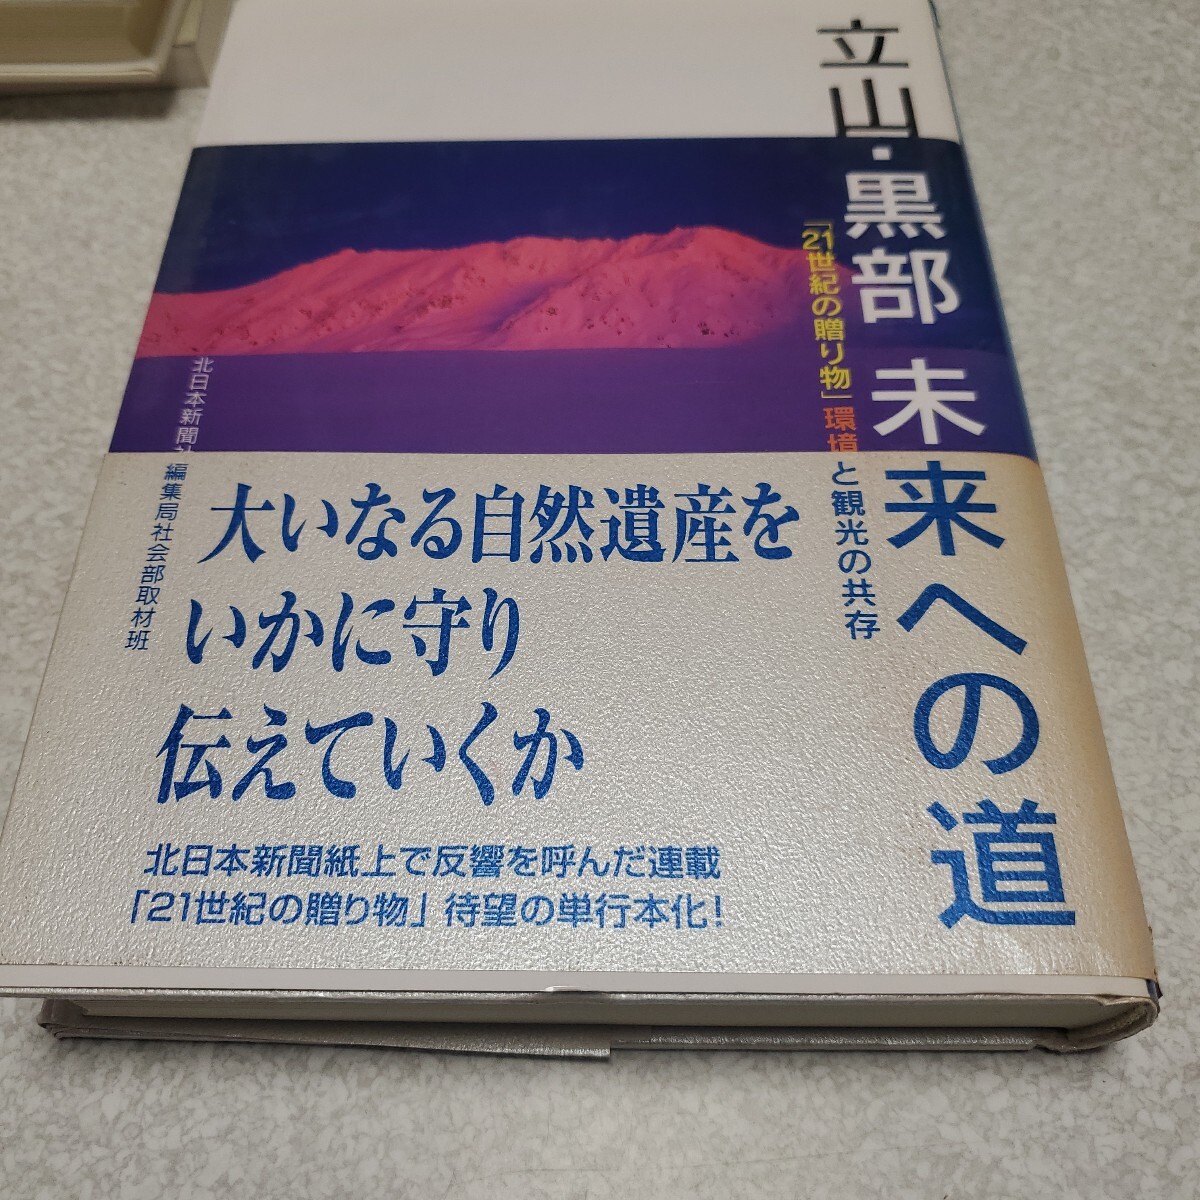 立山・黒部 未来への道
「21世紀の贈り物」環境と観光の共存
北日本新聞社編集局社会部取材班
大いなる自然遺産を
いかに守り
伝えていくか
北日本新聞紙上で反響を呼んだ連載
「21世紀の贈り物」待望の単行本化!